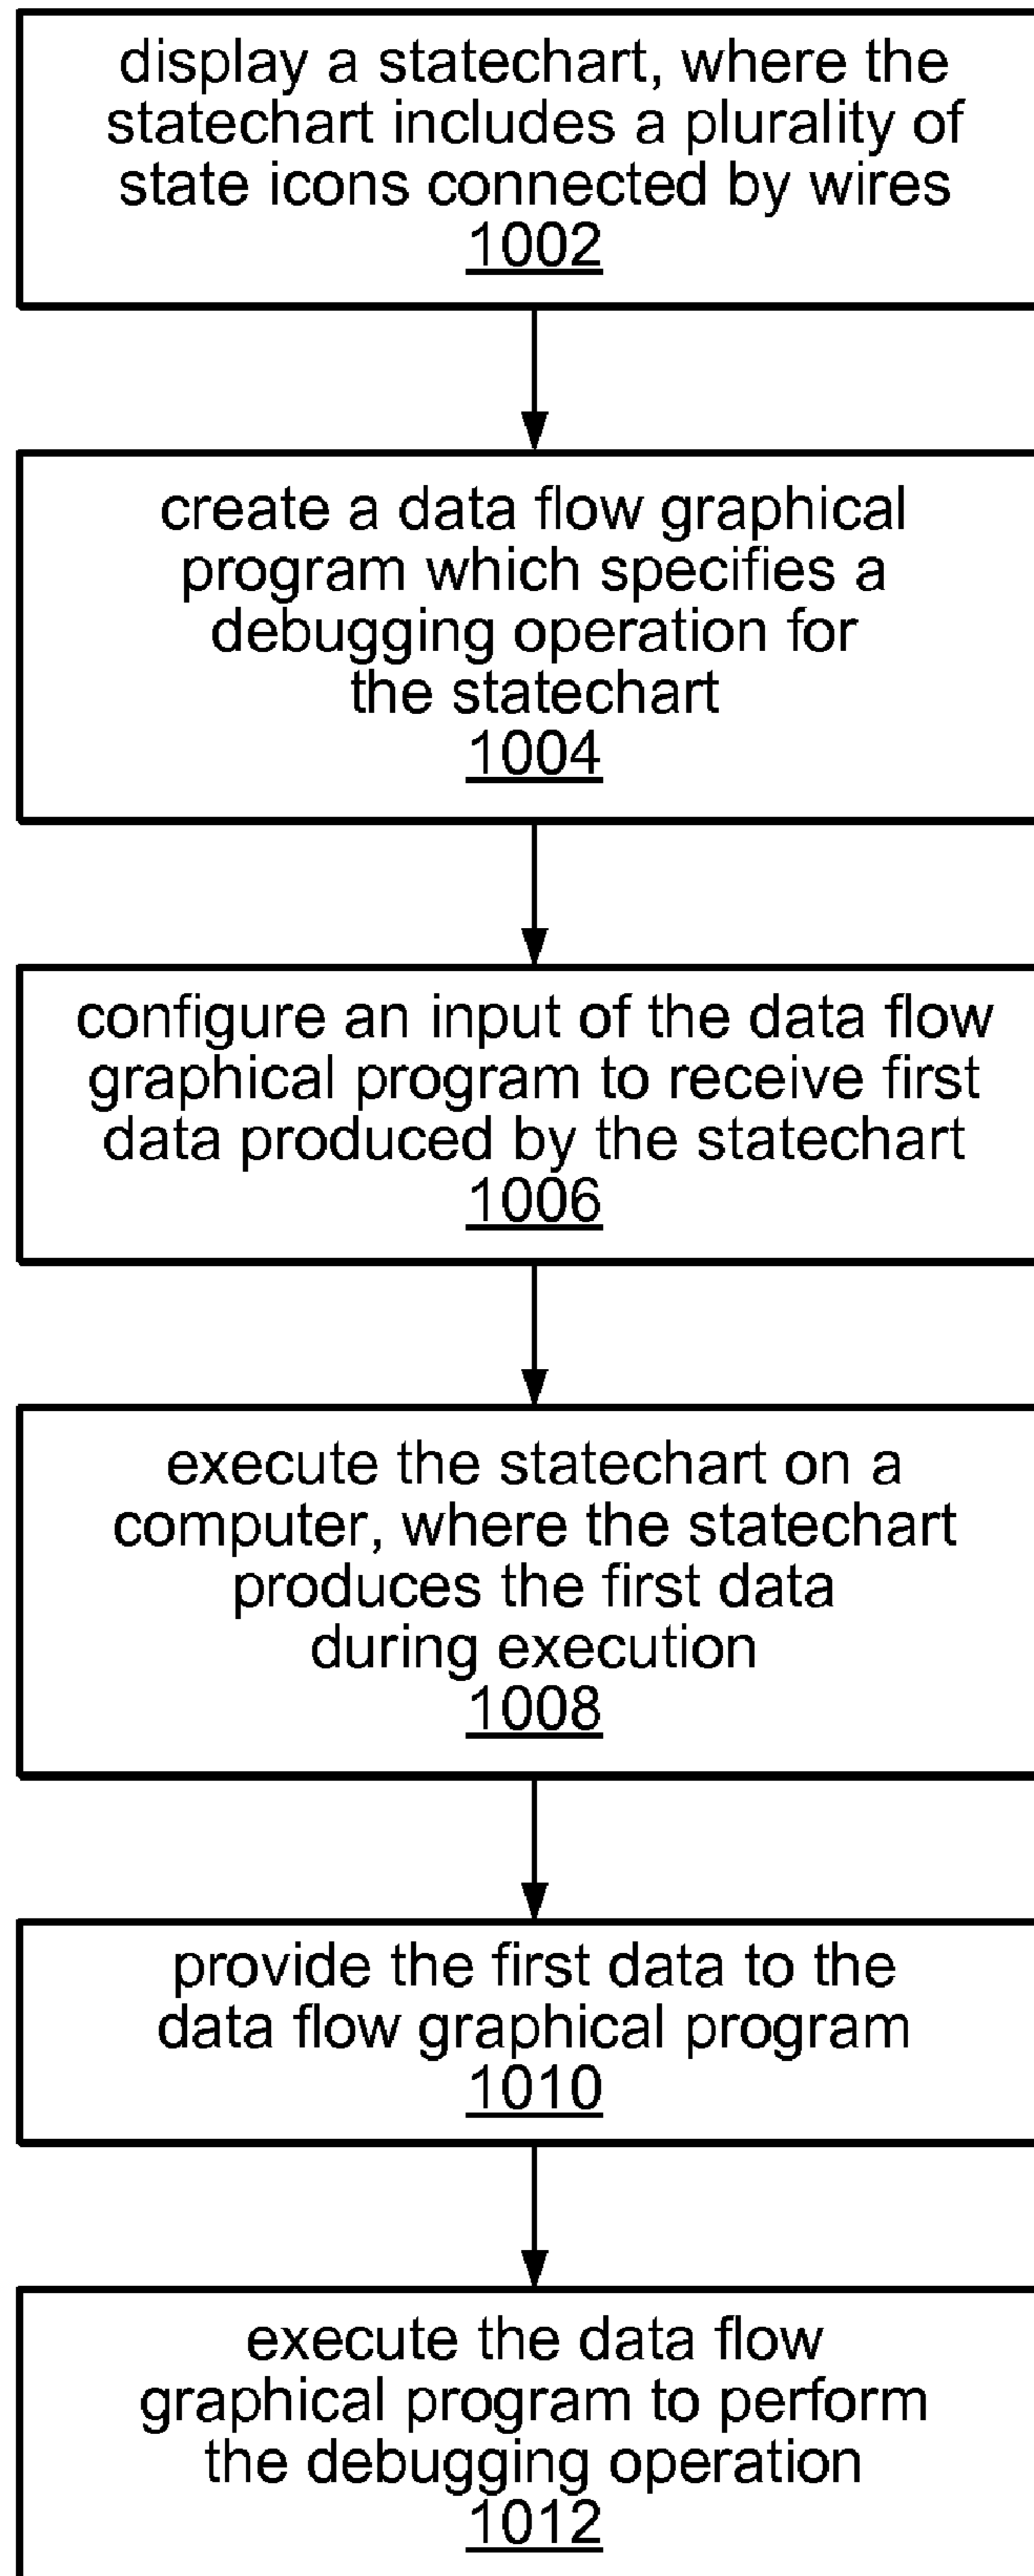 display a statechart, where the
statechart includes a plurality of
state icons connected by wires
1002
create a data flow graphical
program which specifies a
debugging operation for
the statechart
1004
configure an input of the data flow
graphical program to receive first
data produced by the statechart
1006
execute the statechart on a
computer, where the statechart
produces the first data
during execution
1008
provide the first data to the
data flow graphical program
1010
execute the data flow
graphical program to perform
the debugging operation
1012